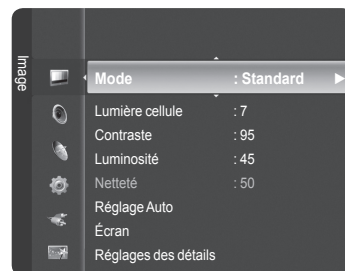 Image
Mode : Standard
Lumière cellule : 7
Contraste : 95
Luminosité : 45
Netteté : 50
Réglage Auto
Écran
Réglages des détails